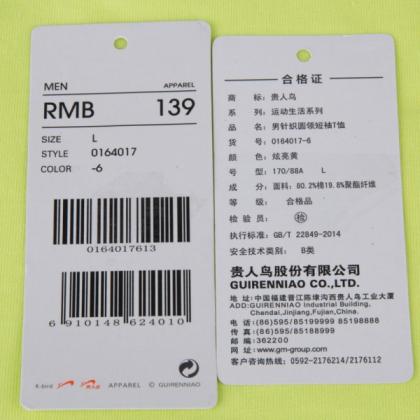 MEN
APPAREL
RMB 139
SIZE L
STYLE 0164017
COLOR -6
0164017613
6 910148 624010
K-bird 贵人鸟 APPAREL © GUIRENNIAO
合格证
商 标: 贵人鸟
系 列: 运动生活系列
品 名: 男针织圆领短袖T恤
货 号: 0164017-6
颜 色: 炫亮黄
号 型: 170/88A L
成 分: 面料: 80.2%棉19.8%聚酯纤维
等 级: 合格品
检 验 员: 检
执行标准: GB/T 22849-2014
安全技术类别: B类
贵人鸟股份有限公司
GUIRENNIAO CO.,LTD.
地 址: 中国福建晋江陈埭沟西贵人鸟工业大厦
ADD:GUIRENNIAO Industrial Building,
Chendai,Jinjiang,Fujian,China.
电 话: (86)595/85199999 85198888
传 真: (86)595/85188999
邮 编: 362200
网 址: www.gm-group.com
客户咨询热线: 0592-2176214/2176112